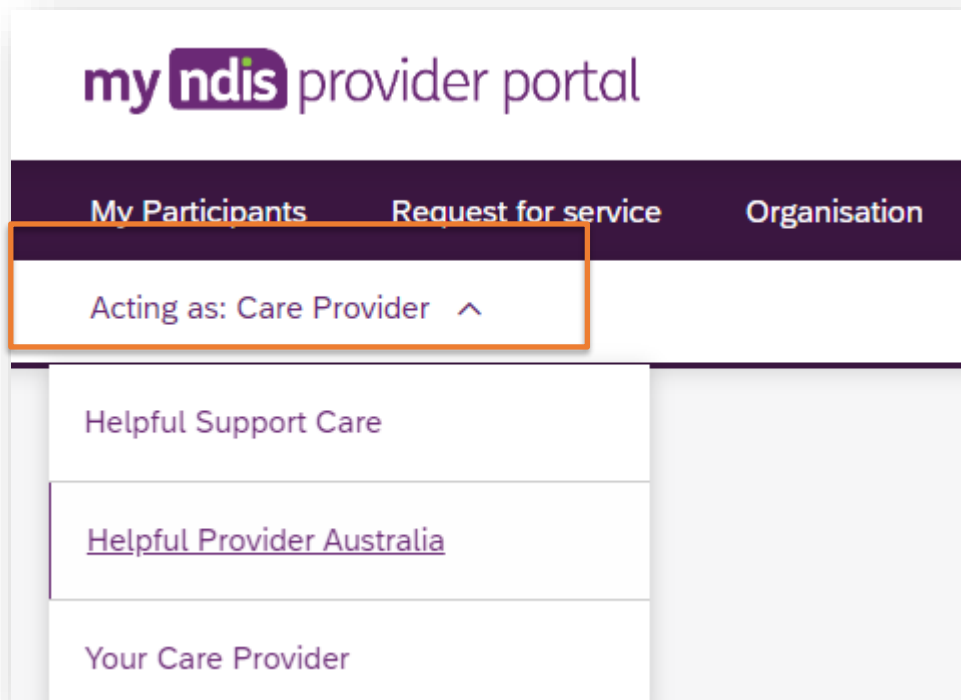 my ndis provider portal
My Participants Request for service Organisation
Acting as: Care Provider
Helpful Support Care
Helpful Provider Australia
Your Care Provider